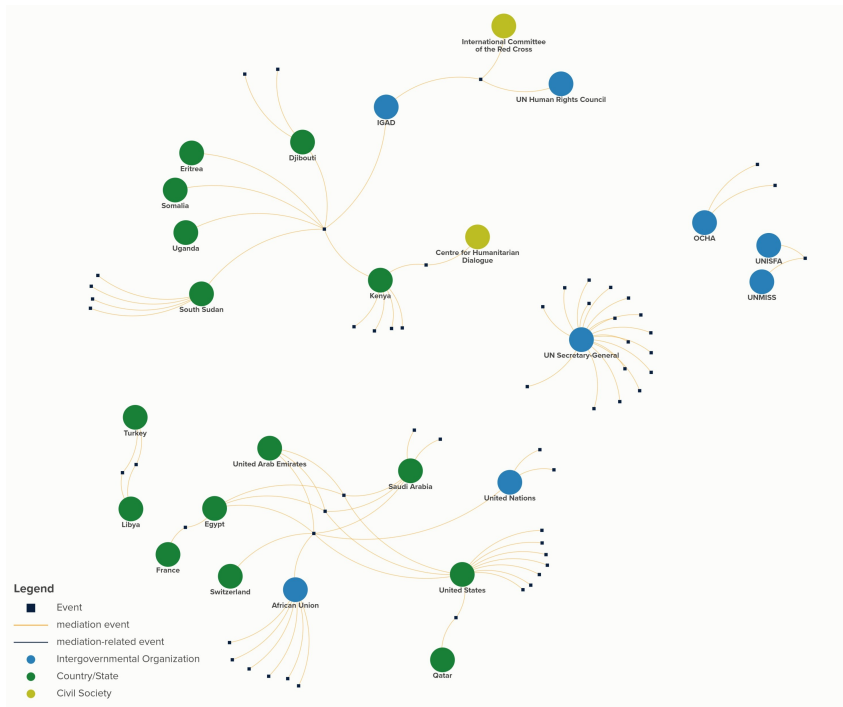 International Committee
of the Red Cross
UN Human Rights Council
IGAD
Djibouti
Eritrea
Somalia
Uganda
South Sudan
Kenya
Centre for Humanitarian
Dialogue
OCHA
UNISFA
UNMISS
UN Secretary-General
Turkey
Libya
United Arab Emirates
Saudi Arabia
United Nations
Egypt
France
Switzerland
African Union
United States
Qatar
Legend
Event
mediation event
mediation-related event
Intergovernmental Organization
Country/State
Civil Society